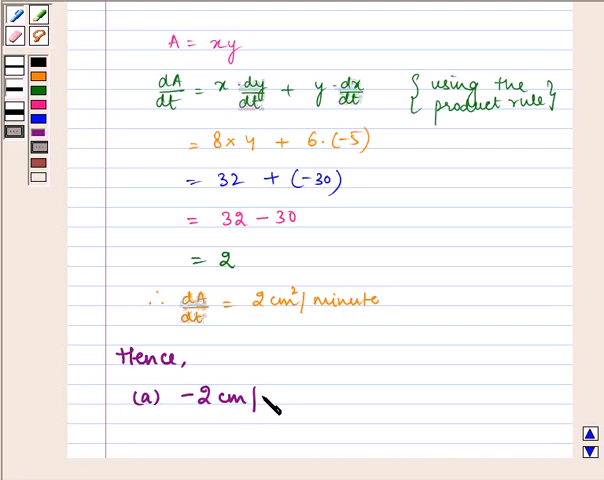 A = xy
dA/dt = x · dy/dt + y · dx/dt { using the product rule }
= 8 × 4 + 6 · (-5)
= 32 + (-30)
= 32 - 30
= 2
∴ dA/dt = 2 cm²/ minute
Hence,
(a) -2 cm/